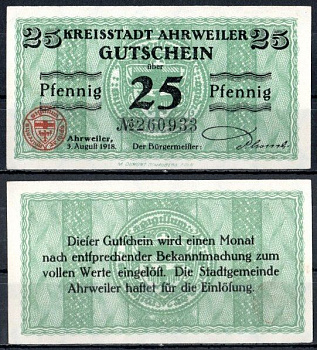 25 KREISSTADT AHRWEILER 25
GUTSCHEIN
über
Pfennig 25 Pfennig
№260933
Ahrweiler,
3. August 1918. Der Bürgermeister:
Dieſer Gutſchein wird einen Monat
nach entſprechender Bekanntmachung zum
vollen Werte eingelöſt. Die Stadtgemeinde
Ahrweiler haftet für die Einlöſung.